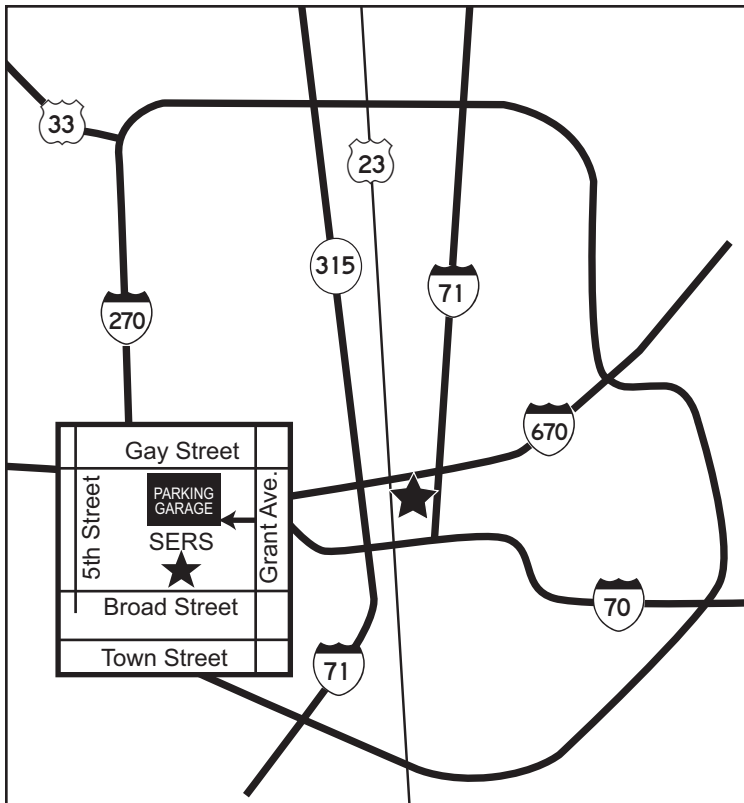 33
23
315
71
270
670
Gay Street
PARKING
GARAGE
5th Street
Grant Ave.
SERS
Broad Street
70
Town Street
71